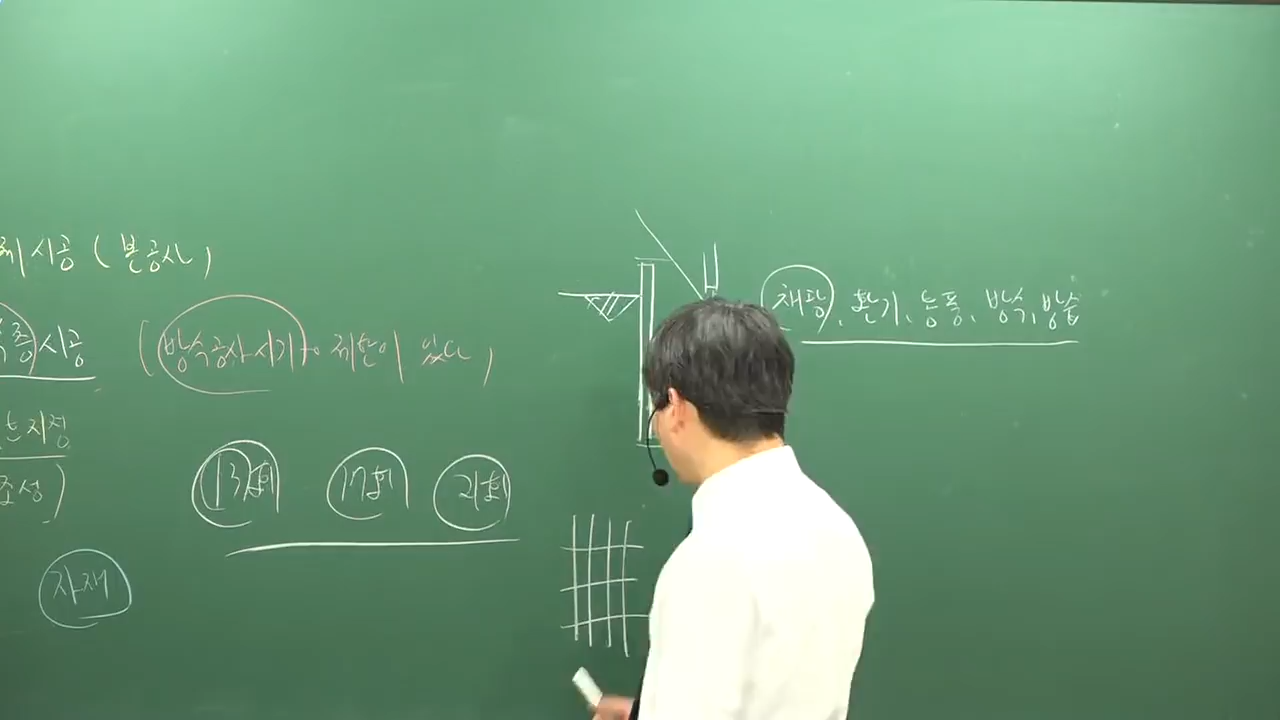 시공 (본공사)
시공 (방수공사시기 제한이 있다)
지정
조성)
13회 17회 21회
자재
채광, 환기, 통풍, 방수, 방습